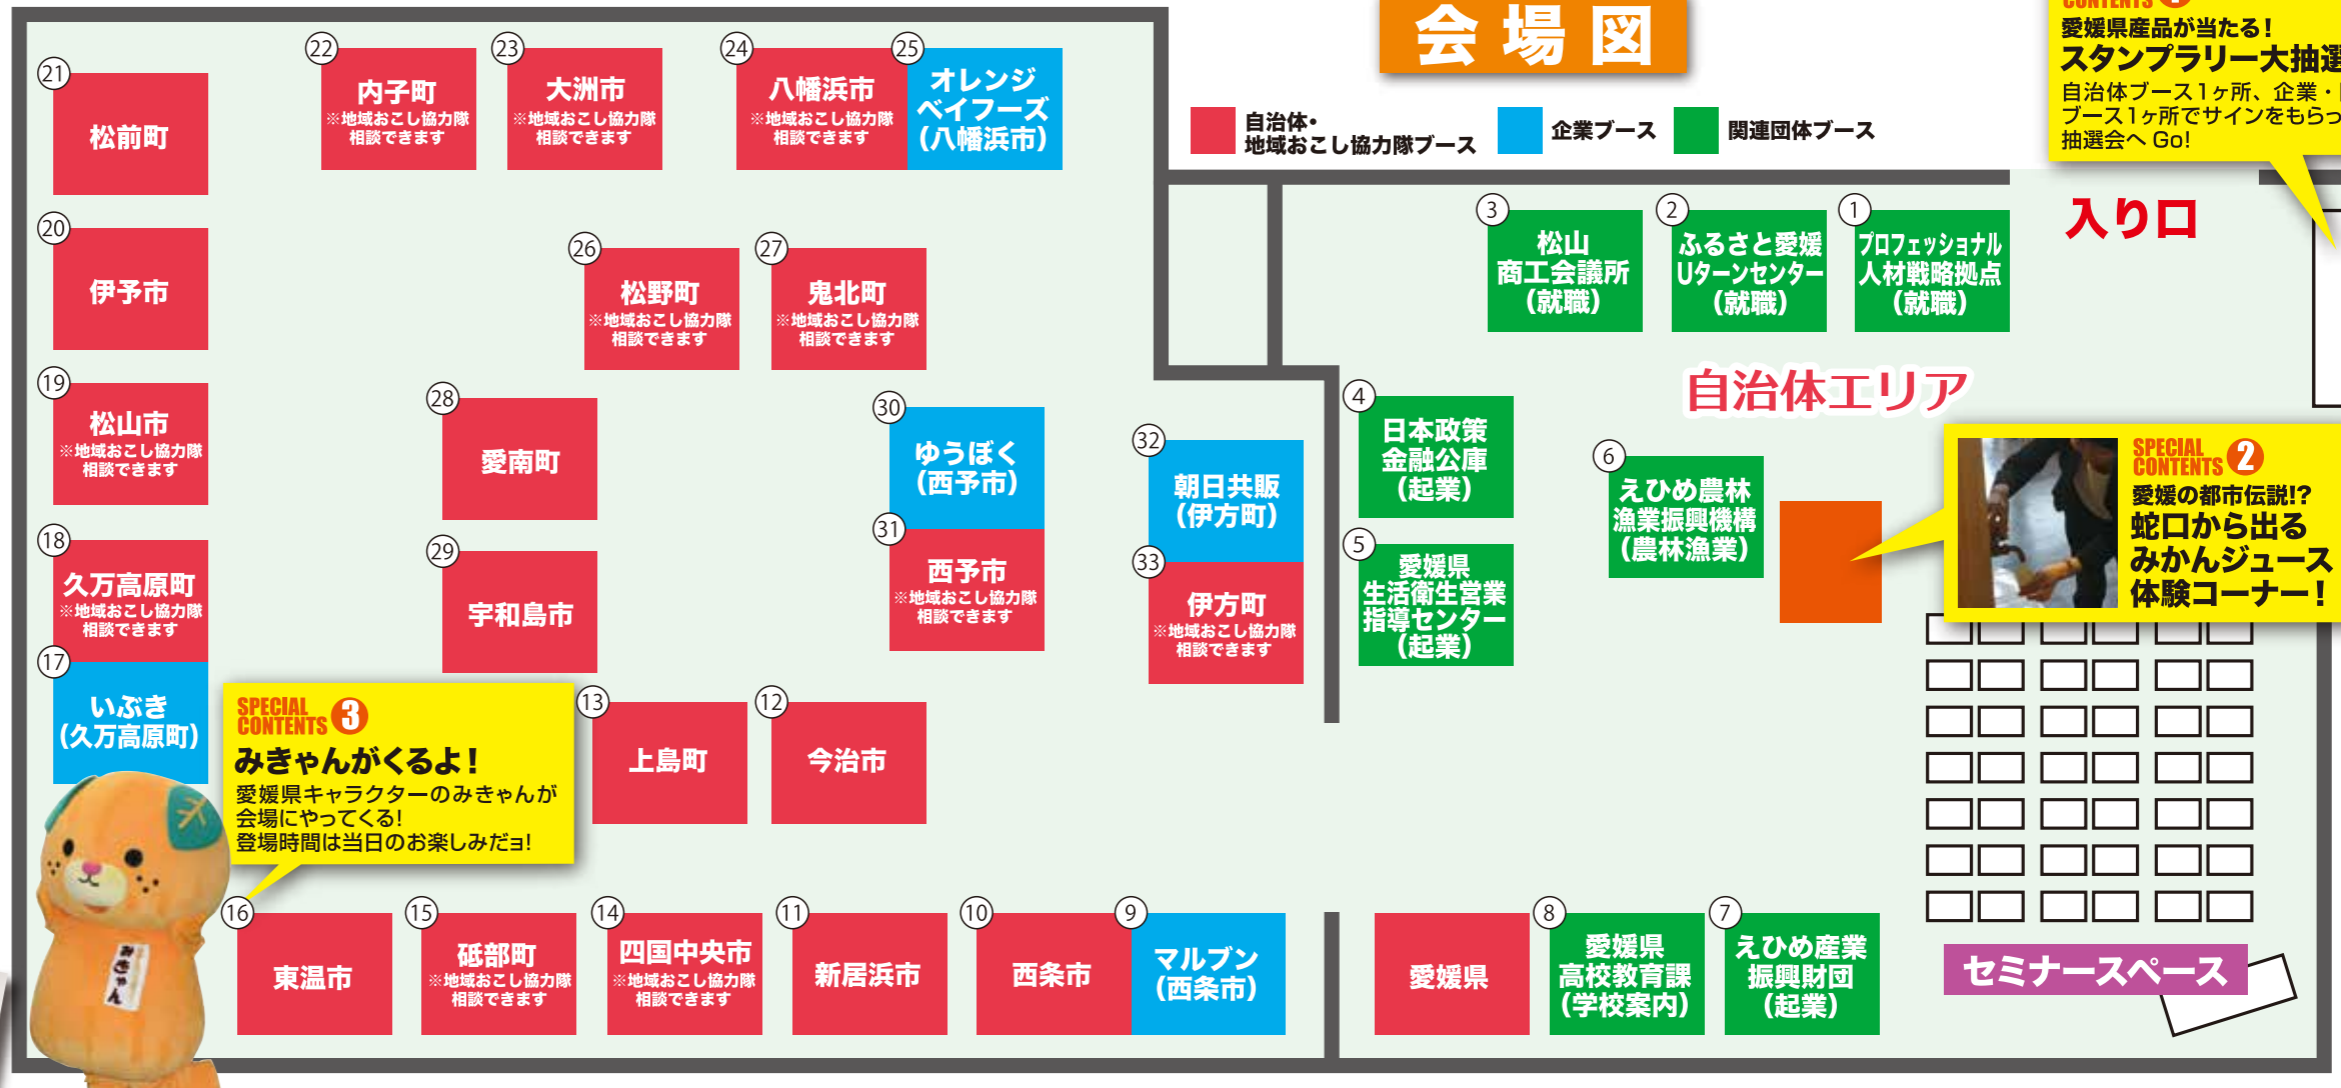 会場図
自治体・
地域おこし協力隊ブース
企業ブース
関連団体ブース
CONTENTS 1
愛媛県産品が当たる!
スタンプラリー大抽選
自治体ブース1ヶ所、企業・
ブース1ヶ所でサインをもらっ
抽選会へ Go!
入り口
自治体エリア
1
プロフェッショナル
人材戦略拠点
(就職)
2
ふるさと愛媛
Uターンセンター
(就職)
3
松山
商工会議所
(就職)
4
日本政策
金融公庫
(起業)
5
愛媛県
生活衛生営業
指導センター
(起業)
6
えひめ農林
漁業振興機構
(農林漁業)
SPECIAL
CONTENTS 2
愛媛の都市伝説!?
蛇口から出る
みかんジュース
体験コーナー!
セミナースペース
7
えひめ産業
振興財団
(起業)
8
愛媛県
高校教育課
(学校案内)
愛媛県
9
マルブン
(西条市)
10
西条市
11
新居浜市
12
今治市
13
上島町
14
四国中央市
※地域おこし協力隊
相談できます
15
砥部町
※地域おこし協力隊
相談できます
16
東温市
SPECIAL
CONTENTS 3
みきゃんがくるよ!
愛媛県キャラクターのみきゃんが
会場にやってくる!
登場時間は当日のお楽しみだョ!
みきゃん
17
いぶき
(久万高原町)
18
久万高原町
※地域おこし協力隊
相談できます
19
松山市
※地域おこし協力隊
相談できます
20
伊予市
21
松前町
22
内子町
※地域おこし協力隊
相談できます
23
大洲市
※地域おこし協力隊
相談できます
24
八幡浜市
※地域おこし協力隊
相談できます
25
オレンジ
ベイフーズ
(八幡浜市)
26
松野町
※地域おこし協力隊
相談できます
27
鬼北町
※地域おこし協力隊
相談できます
28
愛南町
29
宇和島市
30
ゆうぼく
(西予市)
31
西予市
※地域おこし協力隊
相談できます
32
朝日共販
(伊方町)
33
伊方町
※地域おこし協力隊
相談できます